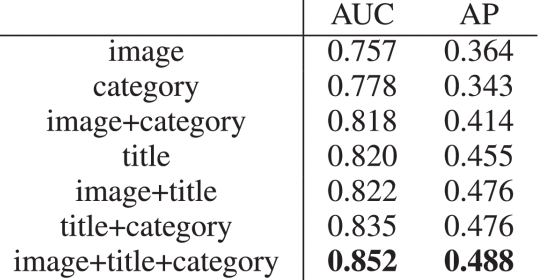 AUC AP
image 0.757 0.364
category 0.778 0.343
image+category 0.818 0.414
title 0.820 0.455
image+title 0.822 0.476
title+category 0.835 0.476
image+title+category 0.852 0.488